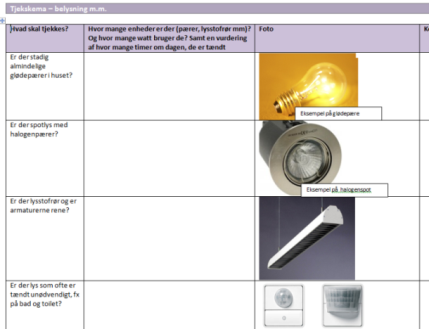 Tjekskema – belysning m.m.
Hvad skal tjekkes?
Hvor mange enheder er der (pærer, lysstofrør mm)?
Og hvor mange watt bruger de? Samt en vurdering
af hvor mange timer om dagen, de er tændt
Foto
Er der stadig
almindelige
glødepærer i huset?
Eksempel på glødepære
Er der spotlys med
halogenpærer?
Eksempel på halogenspot
Er der lysstofrør og er
armaturerne rene?
Er der lys som ofte er
tændt unødvendigt, fx
på bad og toilet?